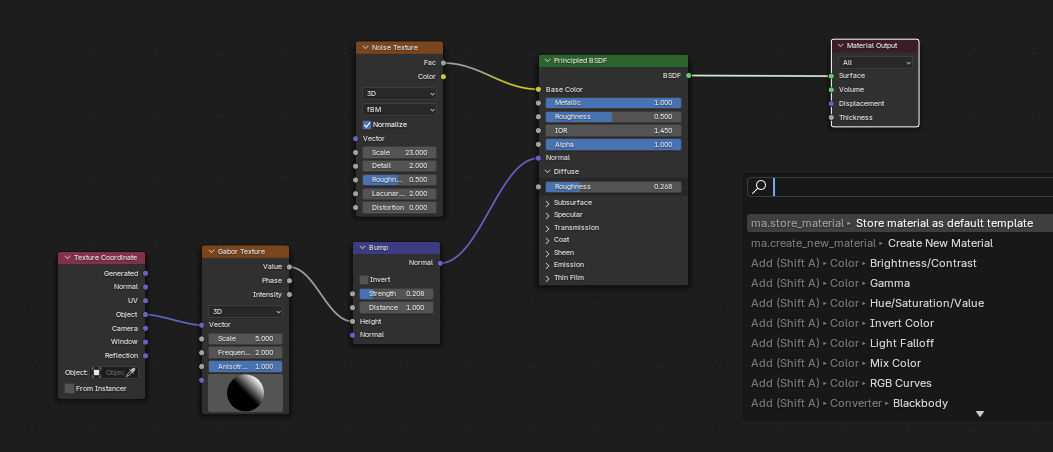 Noise Texture
Fac
Color
3D
fBM
Normalize
Vector
Scale 23.000
Detail 2.000
Roughn... 0.500
Lacunar... 2.000
Distortion 0.000
Principled BSDF
BSDF
Base Color
Metallic 1.000
Roughness 0.500
IOR 1.450
Alpha 1.000
Normal
Diffuse
Roughness 0.268
Subsurface
Specular
Transmission
Coat
Sheen
Emission
Thin Film
Material Output
All
Surface
Volume
Displacement
Thickness
Texture Coordinate
Generated
Normal
UV
Object
Camera
Window
Reflection
Object: Objec
From Instancer
Gabor Texture
Value
Phase
Intensity
3D
Vector
Scale 5.000
Frequen... 2.000
Anisotr... 1.000
Bump
Normal
Invert
Strength 0.208
Distance 1.000
Height
Normal
ma.store_material ▸ Store material as default template
ma.create_new_material ▸ Create New Material
Add (Shift A) ▸ Color ▸ Brightness/Contrast
Add (Shift A) ▸ Color ▸ Gamma
Add (Shift A) ▸ Color ▸ Hue/Saturation/Value
Add (Shift A) ▸ Color ▸ Invert Color
Add (Shift A) ▸ Color ▸ Light Falloff
Add (Shift A) ▸ Color ▸ Mix Color
Add (Shift A) ▸ Color ▸ RGB Curves
Add (Shift A) ▸ Converter ▸ Blackbody